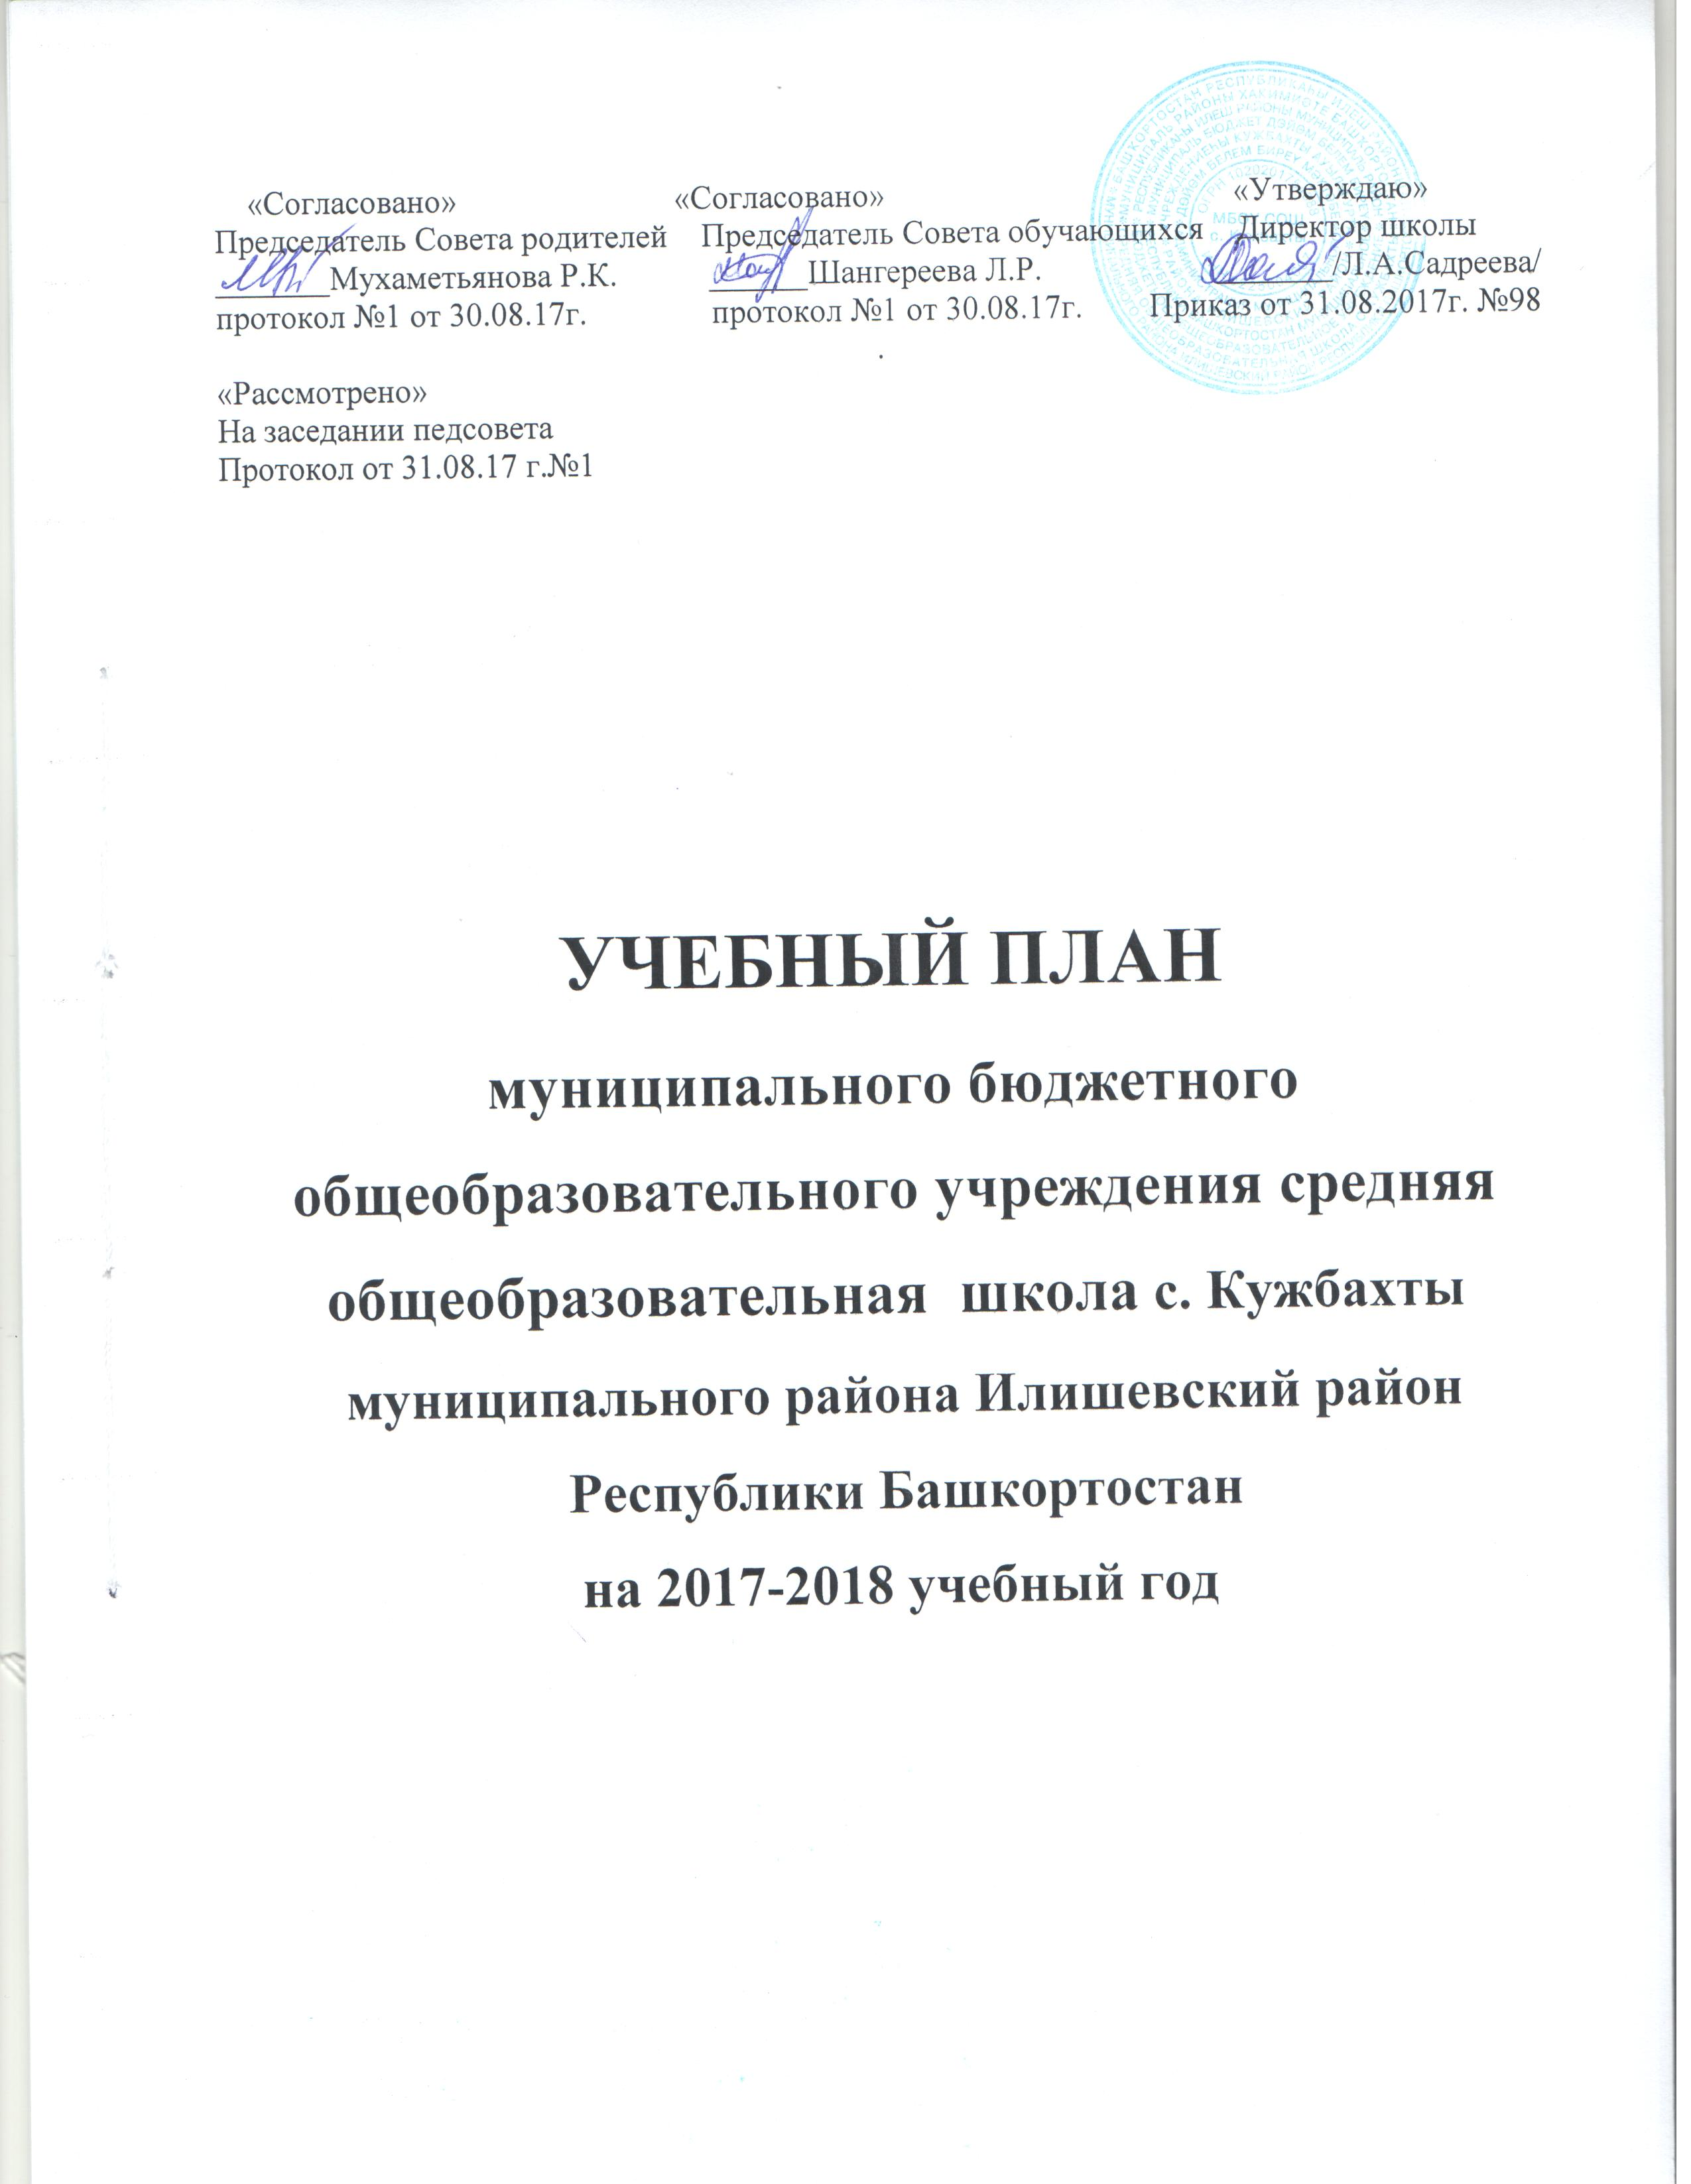 «Согласовано» «Согласовано» «Утверждаю»
Председатель Совета родителей Председатель Совета обучающихся Директор школы
________Мухаметьянова Р.К. _______Шангереева Л.Р. ________/Л.А.Садреева/
протокол №1 от 30.08.17г. протокол №1 от 30.08.17г. Приказ от 31.08.2017г. №98
«Рассмотрено»
На заседании педсовета
Протокол от 31.08.17 г.№1
УЧЕБНЫЙ ПЛАН
муниципального бюджетного
общеобразовательного учреждения средняя
общеобразовательная школа с. Кужбахты
муниципального района Илишевский район
Республики Башкортостан
на 2017-2018 учебный год